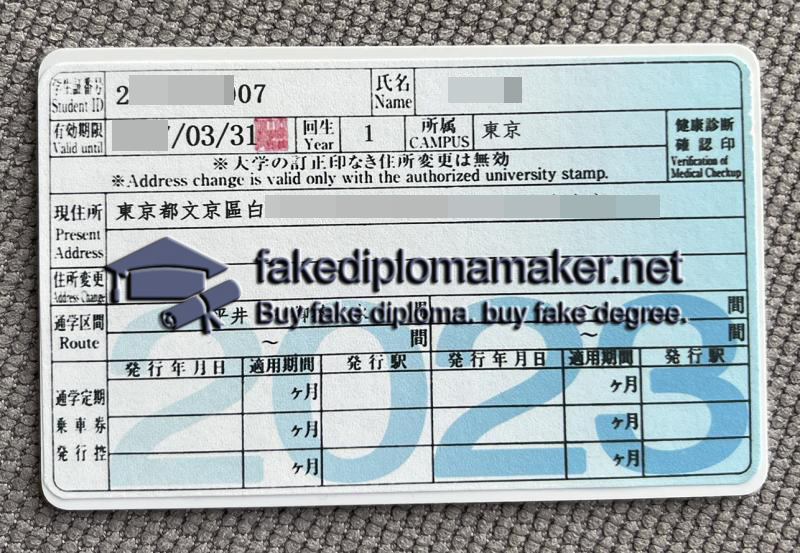 学生証番号 2 007 氏名
Student ID Name
有効期限 /03/31 回生 1 所属 東京 健康診断
Valid until Year CAMPUS 確認印
※大学の訂正印なき住所変更は無効 Verification of
※Address change is valid only with the authorized university stamp. Medical Checkup
現住所 東京都文京區白
Present
Address
fakediplomamaker.net
住所変更
Address Change
Buy fake diploma. buy fake degree.
通学区間 平井 間 ～ 間
Route ～ 間 ～ 間
発行年月日 適用期間 発行駅 発行年月日 適用期間 発行駅
通学定期 ヶ月 ヶ月
乗車券 ヶ月 ヶ月
発行控 ヶ月 ヶ月
2023